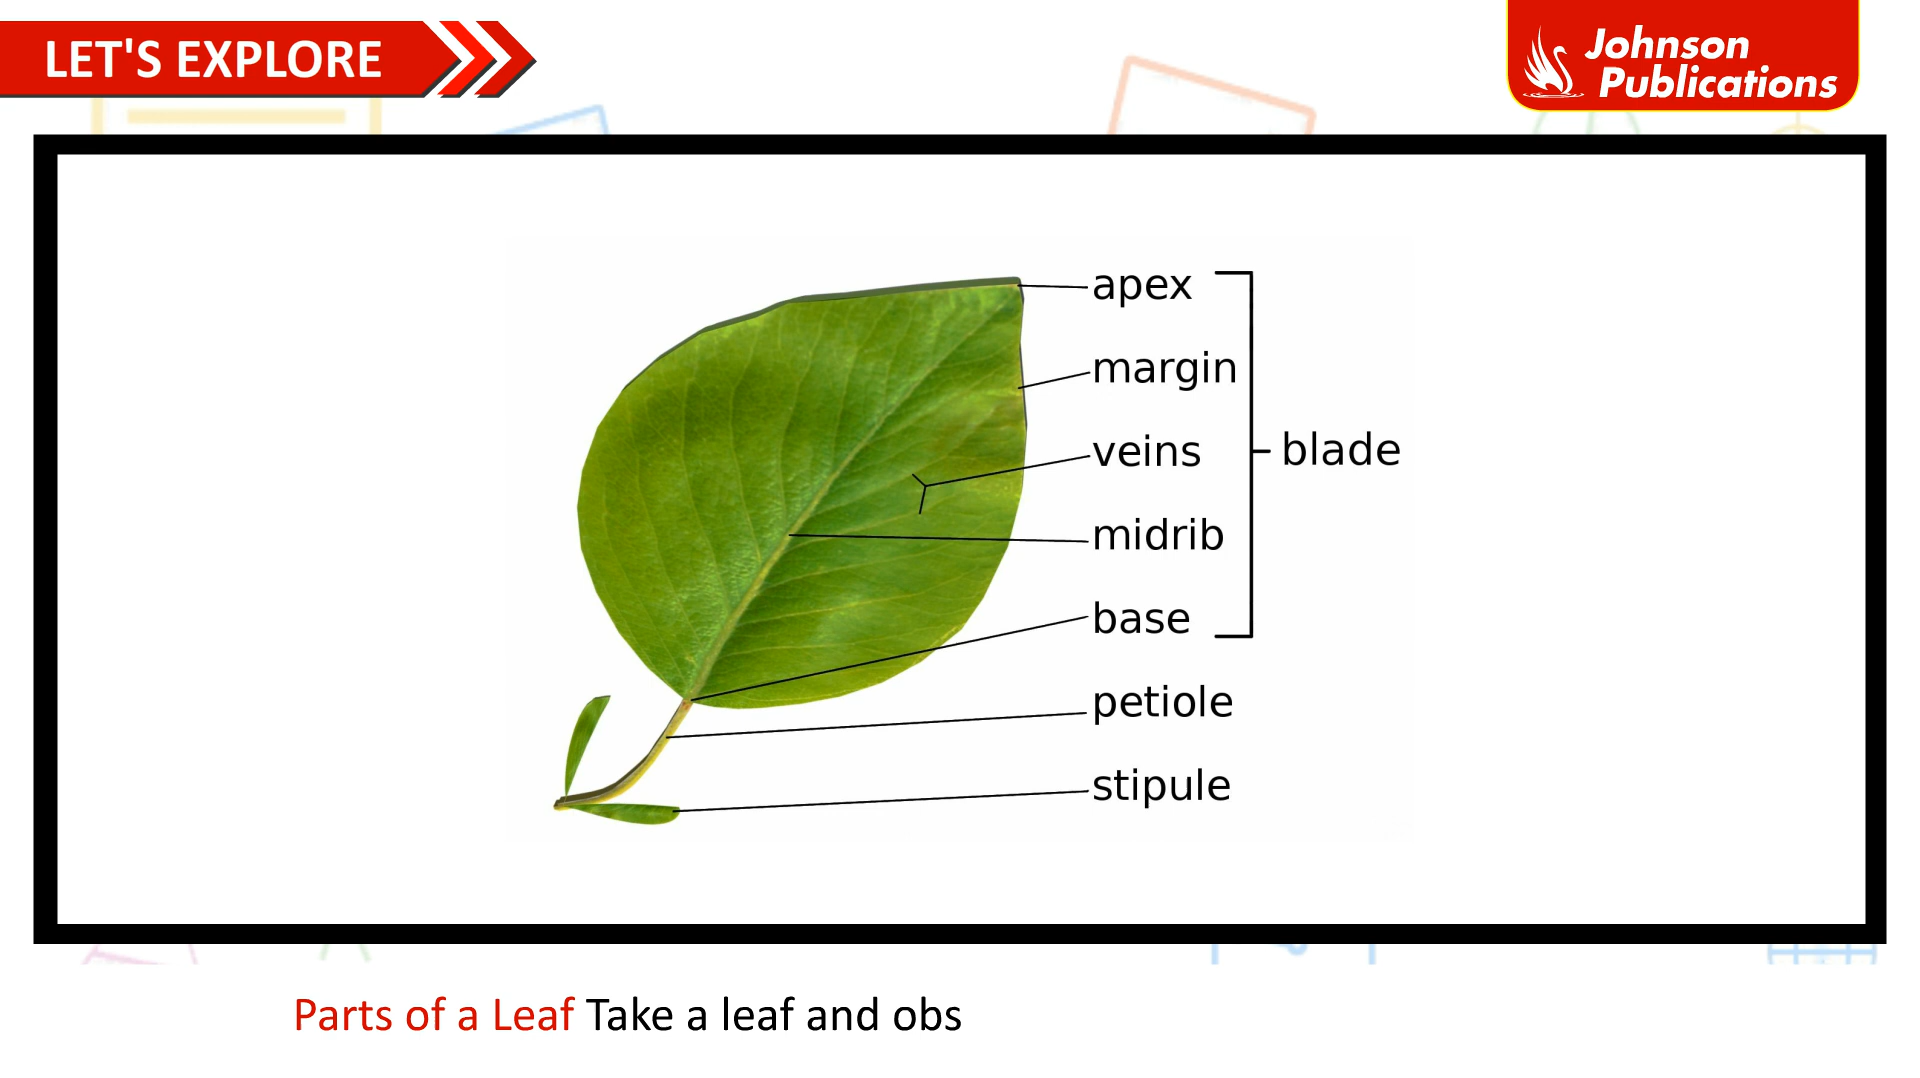 LET'S EXPLORE
Johnson
Publications
apex
margin
veins
blade
midrib
base
petiole
stipule
Parts of a Leaf Take a leaf and obs